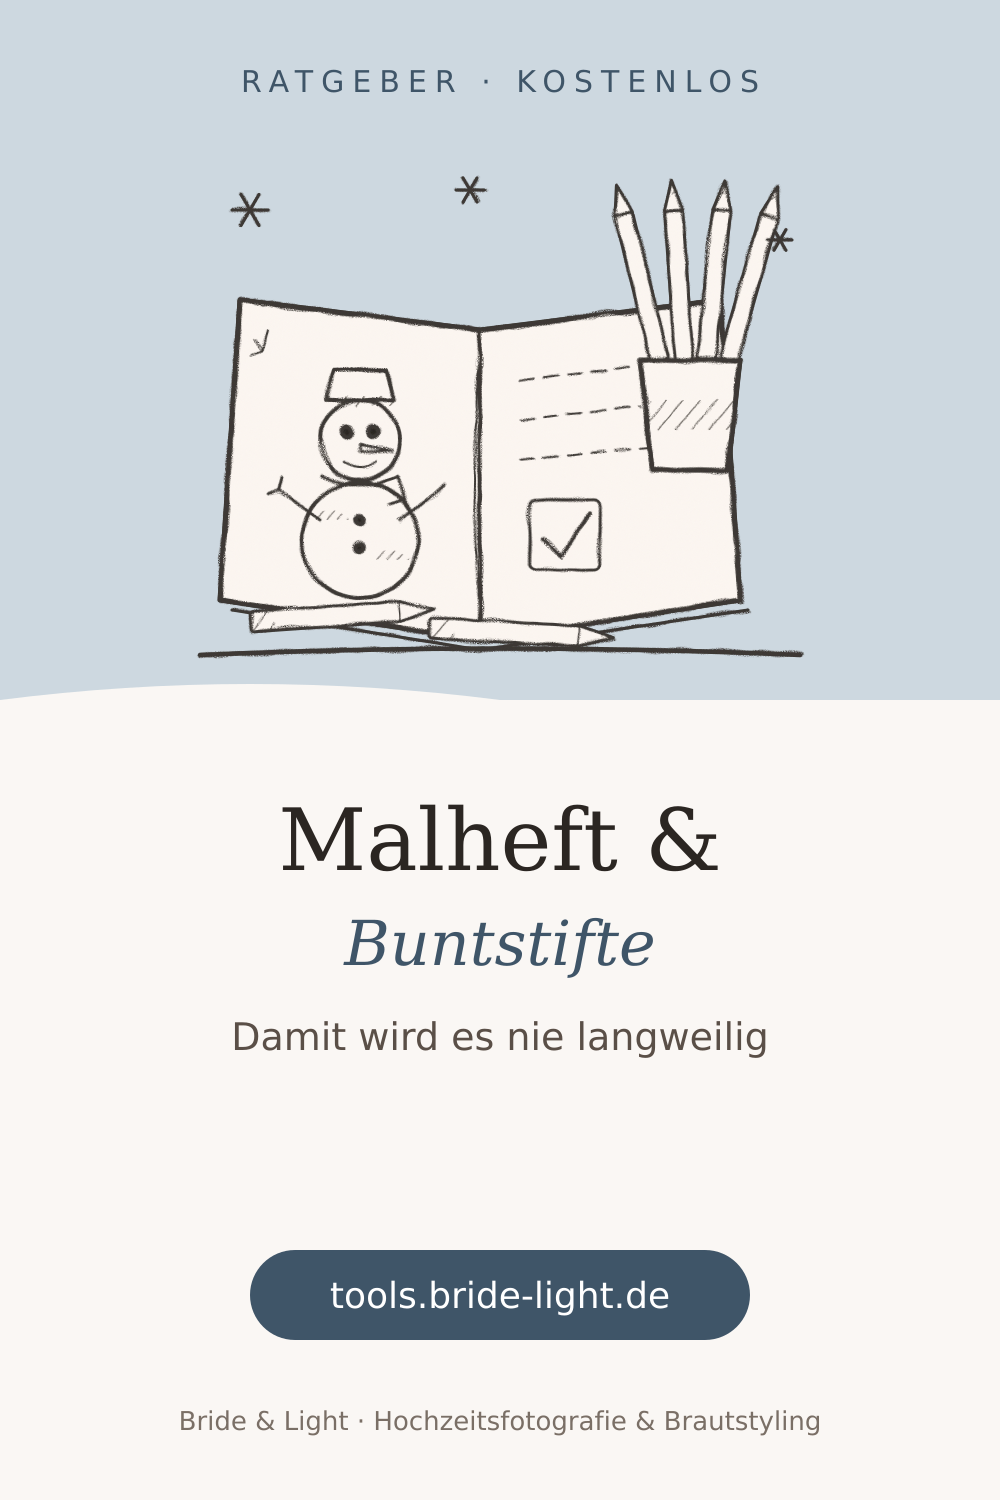 RATGEBER · KOSTENLOS
Malheft &
Buntstifte
Damit wird es nie langweilig
tools.bride-light.de
Bride & Light · Hochzeitsfotografie & Brautstyling